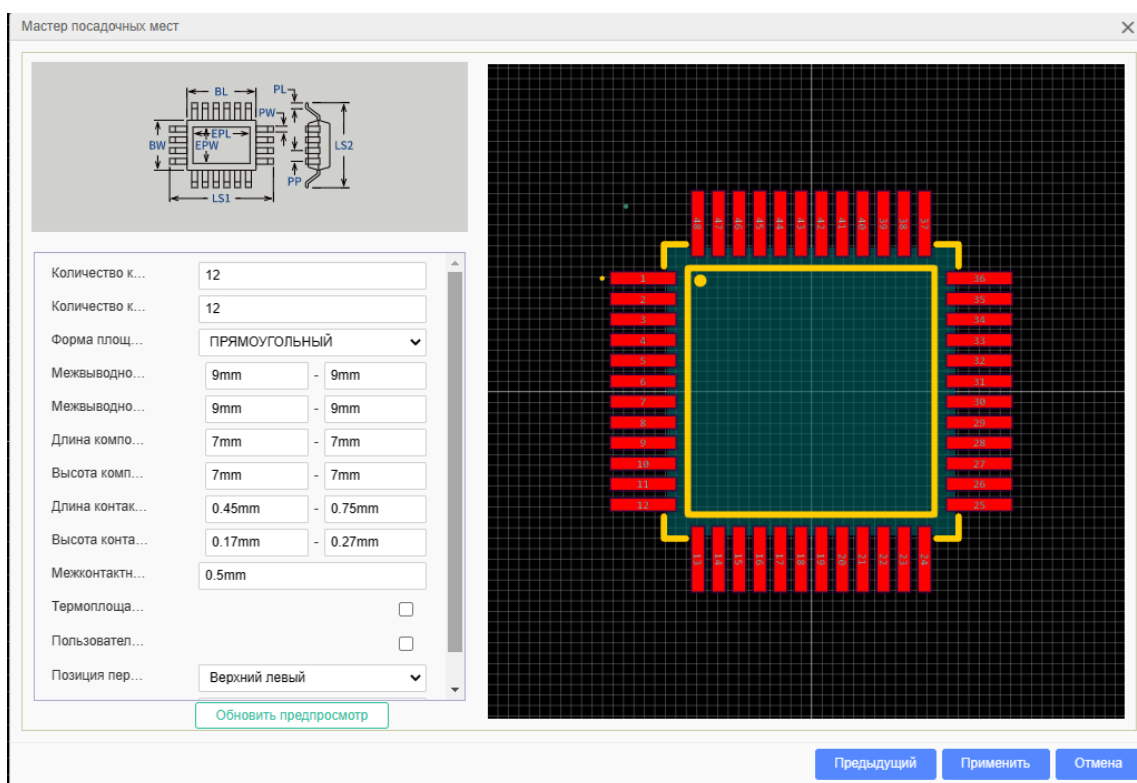 Мастер посадочных мест
BL
PL
PW
EPL
BW
EPW
LS2
PP
LS1
Количество к...
12
Количество к...
12
Форма площ...
ПРЯМОУГОЛЬНЫЙ
Межвыводно...
9mm - 9mm
Межвыводно...
9mm - 9mm
Длина компо...
7mm - 7mm
Высота комп...
7mm - 7mm
Длина контак...
0.45mm - 0.75mm
Высота конта...
0.17mm - 0.27mm
Межконтактн...
0.5mm
Термоплоща...
Пользовател...
Позиция пер...
Верхний левый
Обновить предпросмотр
48 47 46 45 44 43 42 41 40 39 38 37
1 36
2 35
3 34
4 33
5 32
6 31
7 30
8 29
9 28
10 27
11 26
12 25
13 14 15 16 17 18 19 20 21 22 23 24
Предыдущий
Применить
Отмена